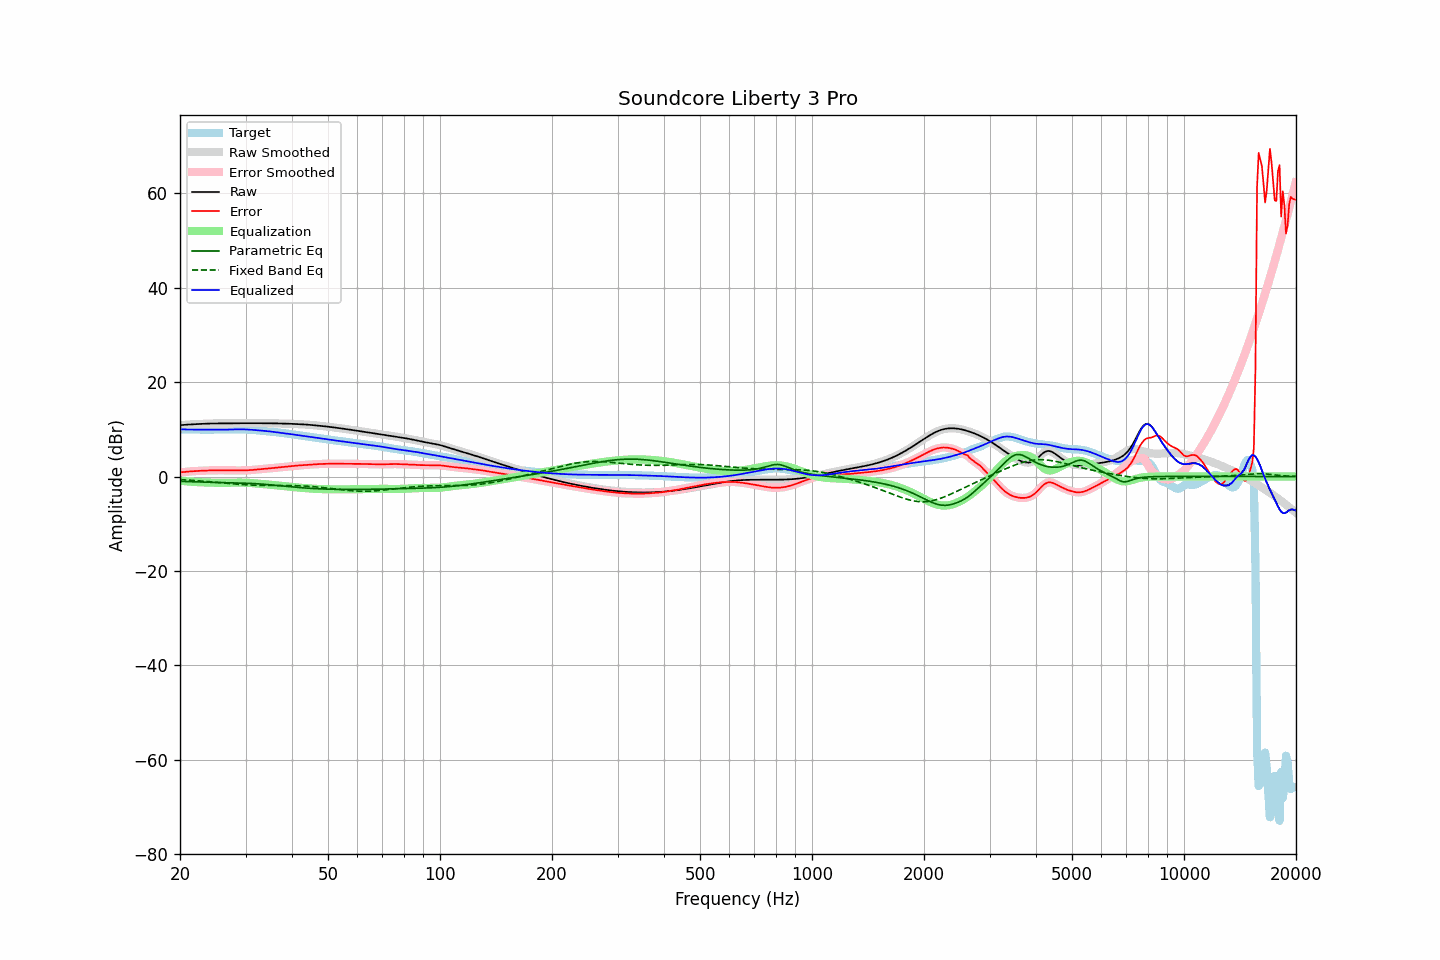 Soundcore Liberty 3 Pro
Target
Raw Smoothed
Error Smoothed
Raw
Error
Equalization
Parametric Eq
Fixed Band Eq
Equalized
Amplitude (dBr)
60
40
20
0
−20
−40
−60
−80
20 50 100 200 500 1000 2000 5000 10000 20000
Frequency (Hz)